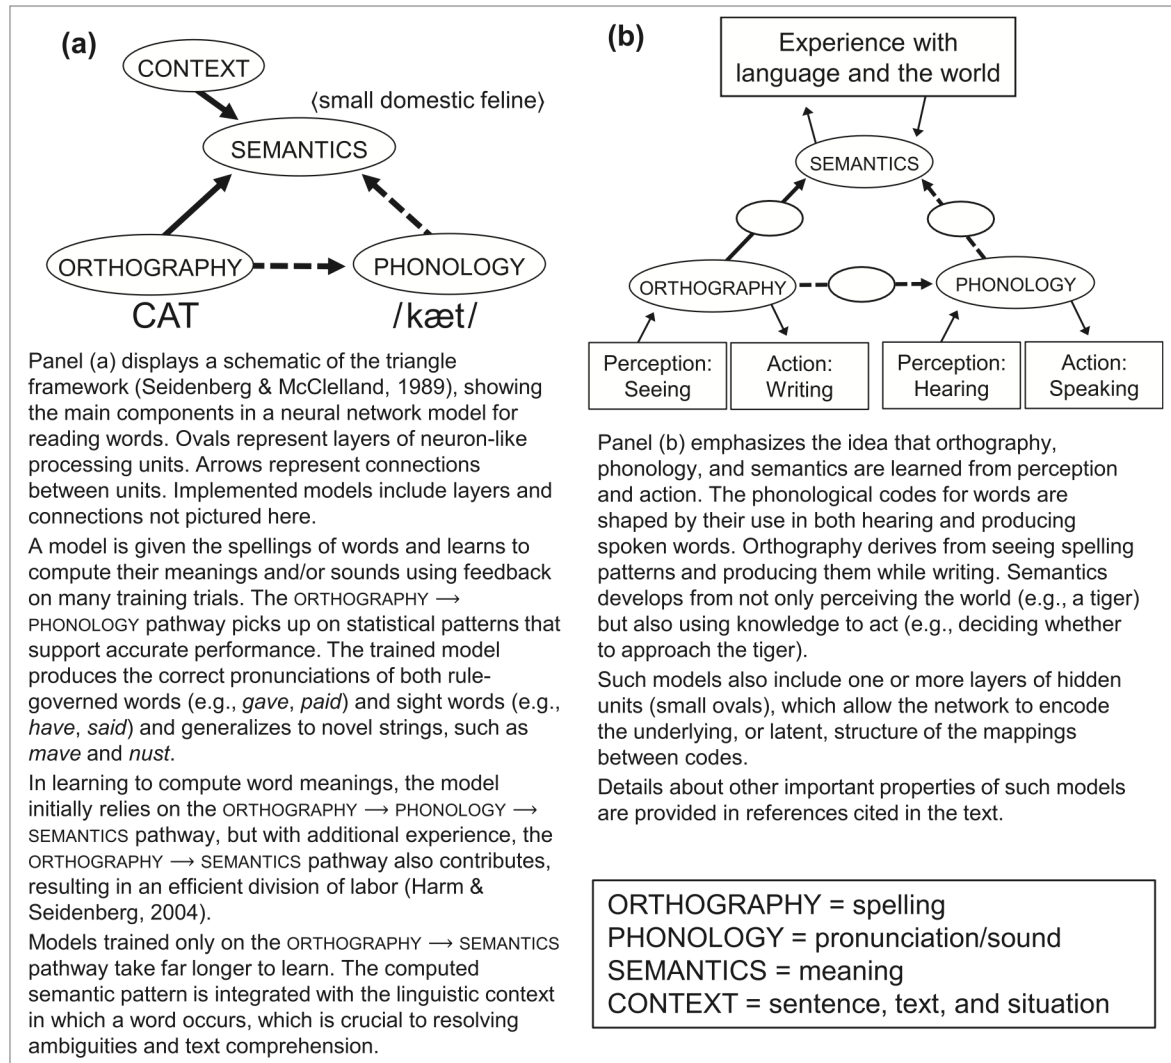 (a)
CONTEXT
⟨small domestic feline⟩
SEMANTICS
ORTHOGRAPHY
PHONOLOGY
CAT
/kæt/
Panel (a) displays a schematic of the triangle
framework (Seidenberg & McClelland, 1989), showing
the main components in a neural network model for
reading words. Ovals represent layers of neuron-like
processing units. Arrows represent connections
between units. Implemented models include layers and
connections not pictured here.
A model is given the spellings of words and learns to
compute their meanings and/or sounds using feedback
on many training trials. The ORTHOGRAPHY →
PHONOLOGY pathway picks up on statistical patterns that
support accurate performance. The trained model
produces the correct pronunciations of both rule-
governed words (e.g., gave, paid) and sight words (e.g.,
have, said) and generalizes to novel strings, such as
mave and nust.
In learning to compute word meanings, the model
initially relies on the ORTHOGRAPHY → PHONOLOGY →
SEMANTICS pathway, but with additional experience, the
ORTHOGRAPHY → SEMANTICS pathway also contributes,
resulting in an efficient division of labor (Harm &
Seidenberg, 2004).
Models trained only on the ORTHOGRAPHY → SEMANTICS
pathway take far longer to learn. The computed
semantic pattern is integrated with the linguistic context
in which a word occurs, which is crucial to resolving
ambiguities and text comprehension.
(b)
Experience with
language and the world
SEMANTICS
ORTHOGRAPHY
PHONOLOGY
Perception:
Seeing
Action:
Writing
Perception:
Hearing
Action:
Speaking
Panel (b) emphasizes the idea that orthography,
phonology, and semantics are learned from perception
and action. The phonological codes for words are
shaped by their use in both hearing and producing
spoken words. Orthography derives from seeing spelling
patterns and producing them while writing. Semantics
develops from not only perceiving the world (e.g., a tiger)
but also using knowledge to act (e.g., deciding whether
to approach the tiger).
Such models also include one or more layers of hidden
units (small ovals), which allow the network to encode
the underlying, or latent, structure of the mappings
between codes.
Details about other important properties of such models
are provided in references cited in the text.
ORTHOGRAPHY = spelling
PHONOLOGY = pronunciation/sound
SEMANTICS = meaning
CONTEXT = sentence, text, and situation